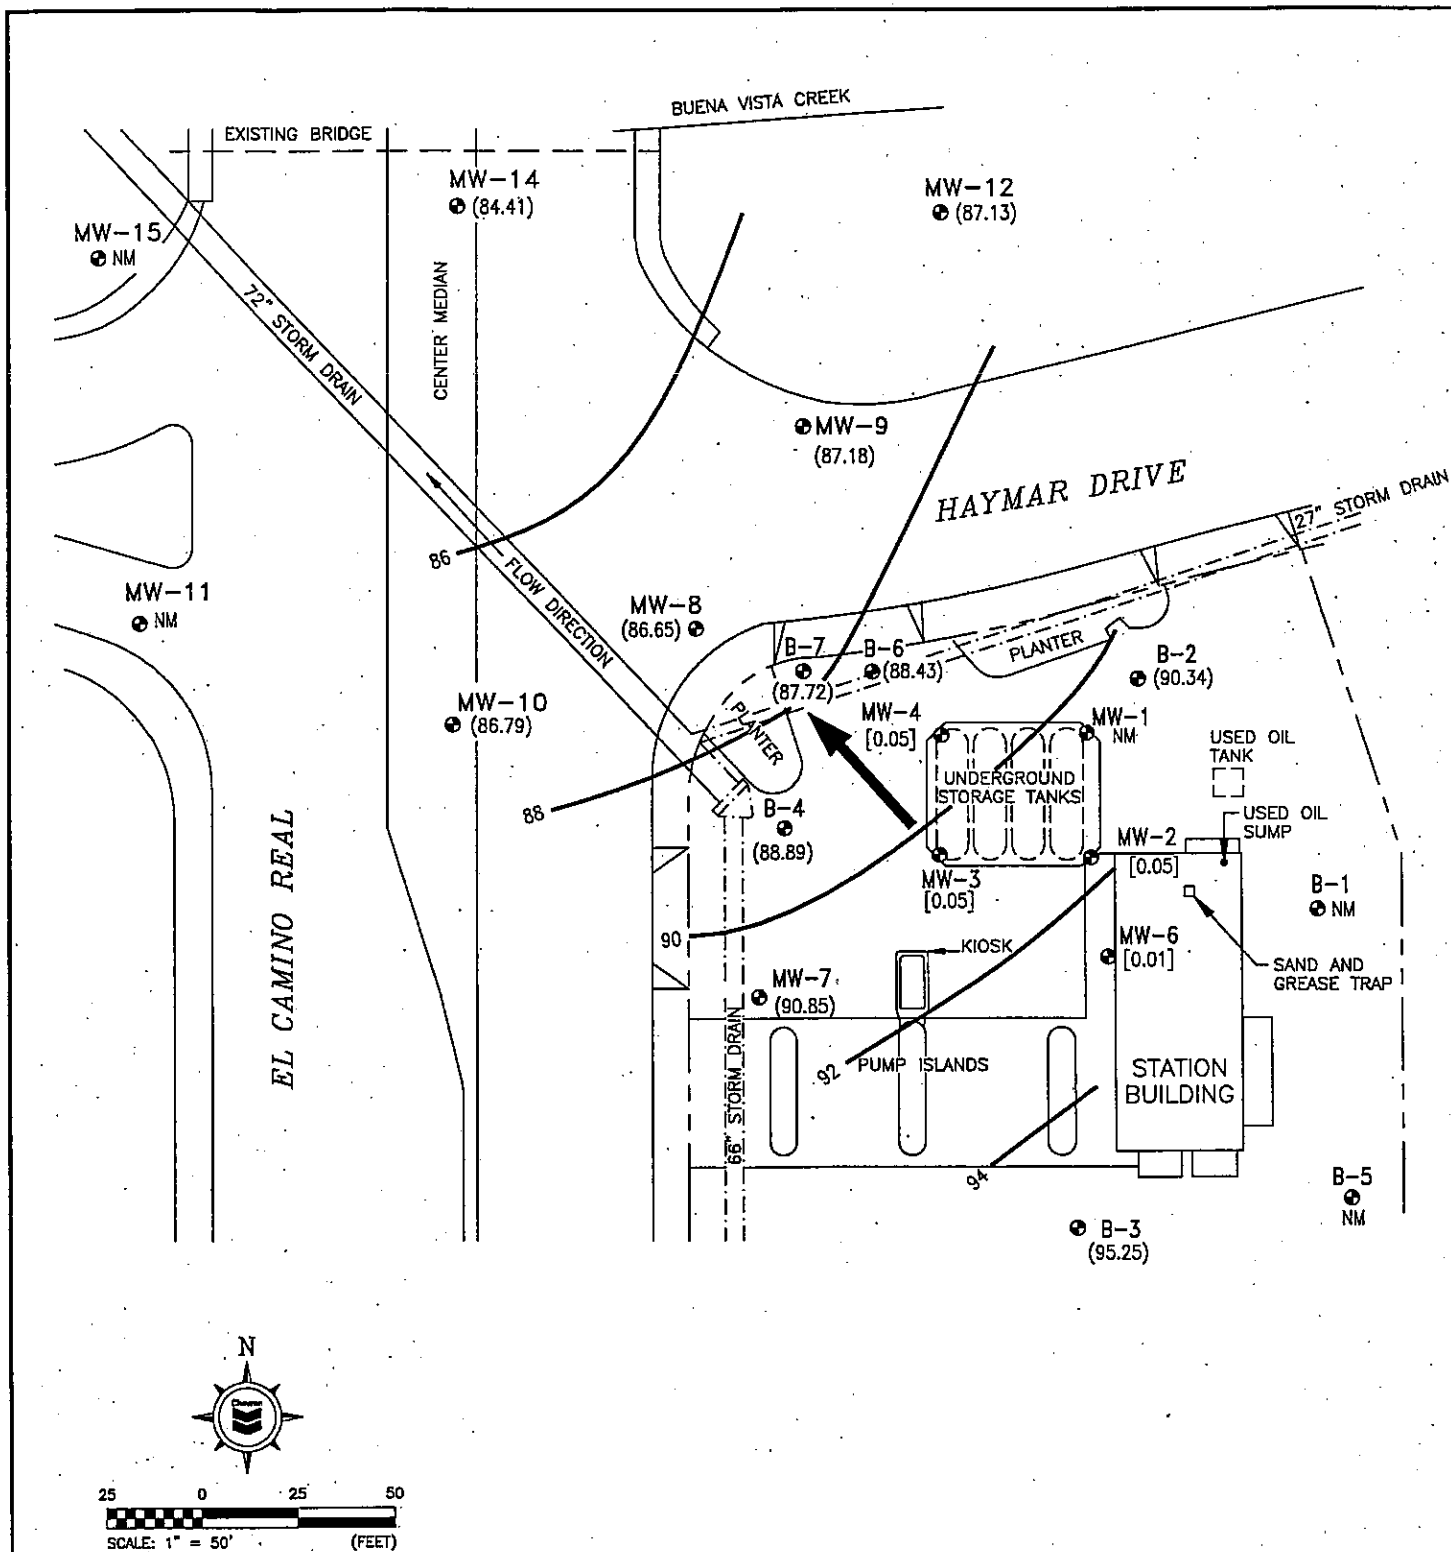 BUENA VISTA CREEK
EXISTING BRIDGE
MW-14
(84.41)
MW-12
(87.13)
MW-15
NM
72" STORM DRAIN
CENTER MEDIAN
MW-9
(87.18)
HAYMAR DRIVE
27" STORM DRAIN
86
FLOW DIRECTION
MW-11
NM
MW-8
(86.65)
B-7
(87.72)
B-6
(88.43)
PLANTER
B-2
(90.34)
MW-10
(86.79)
PLANTER
MW-4
[0.05]
MW-1
NM
USED OIL
TANK
UNDERGROUND
STORAGE TANKS
88
B-4
(88.89)
USED OIL
SUMP
EL CAMINO REAL
MW-3
[0.05]
MW-2
[0.05]
B-1
NM
90
KIOSK
MW-6
[0.01]
SAND AND
GREASE TRAP
MW-7
(90.85)
66" STORM DRAIN
92
PUMP ISLANDS
STATION
BUILDING
94
B-5
NM
B-3
(95.25)
N
Chevron
25 0 25 50
SCALE: 1" = 50' (FEET)